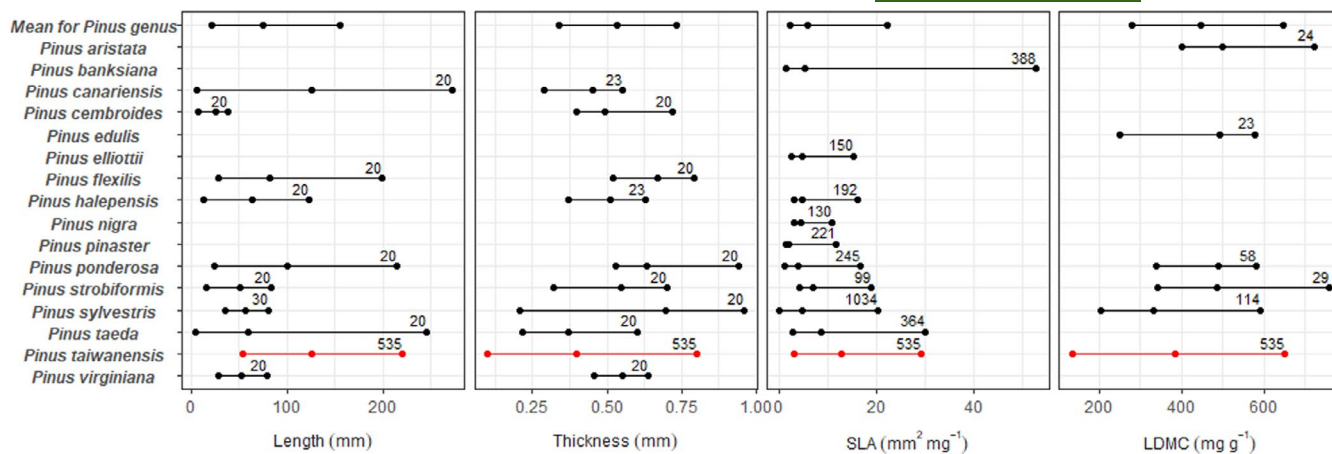 Mean for Pinus genus
24
Pinus aristata
388
Pinus banksiana
20 23
Pinus canariensis
20 20
Pinus cembroides
23
Pinus edulis
150
Pinus elliottii
20 20
Pinus flexilis
20 23 192
Pinus halepensis
130
Pinus nigra
221
Pinus pinaster
20 245 58
Pinus ponderosa
20 20 99 29
Pinus strobiformis
30 20 1034 114
Pinus sylvestris
20 20 364
Pinus taeda
535 535 535 535
Pinus taiwanensis
20 20
Pinus virginiana
0 100 200 0.25 0.50 0.75 1.00 0 20 40 200 400 600
Length (mm) Thickness (mm) SLA (mm² mg⁻¹) LDMC (mg g⁻¹)